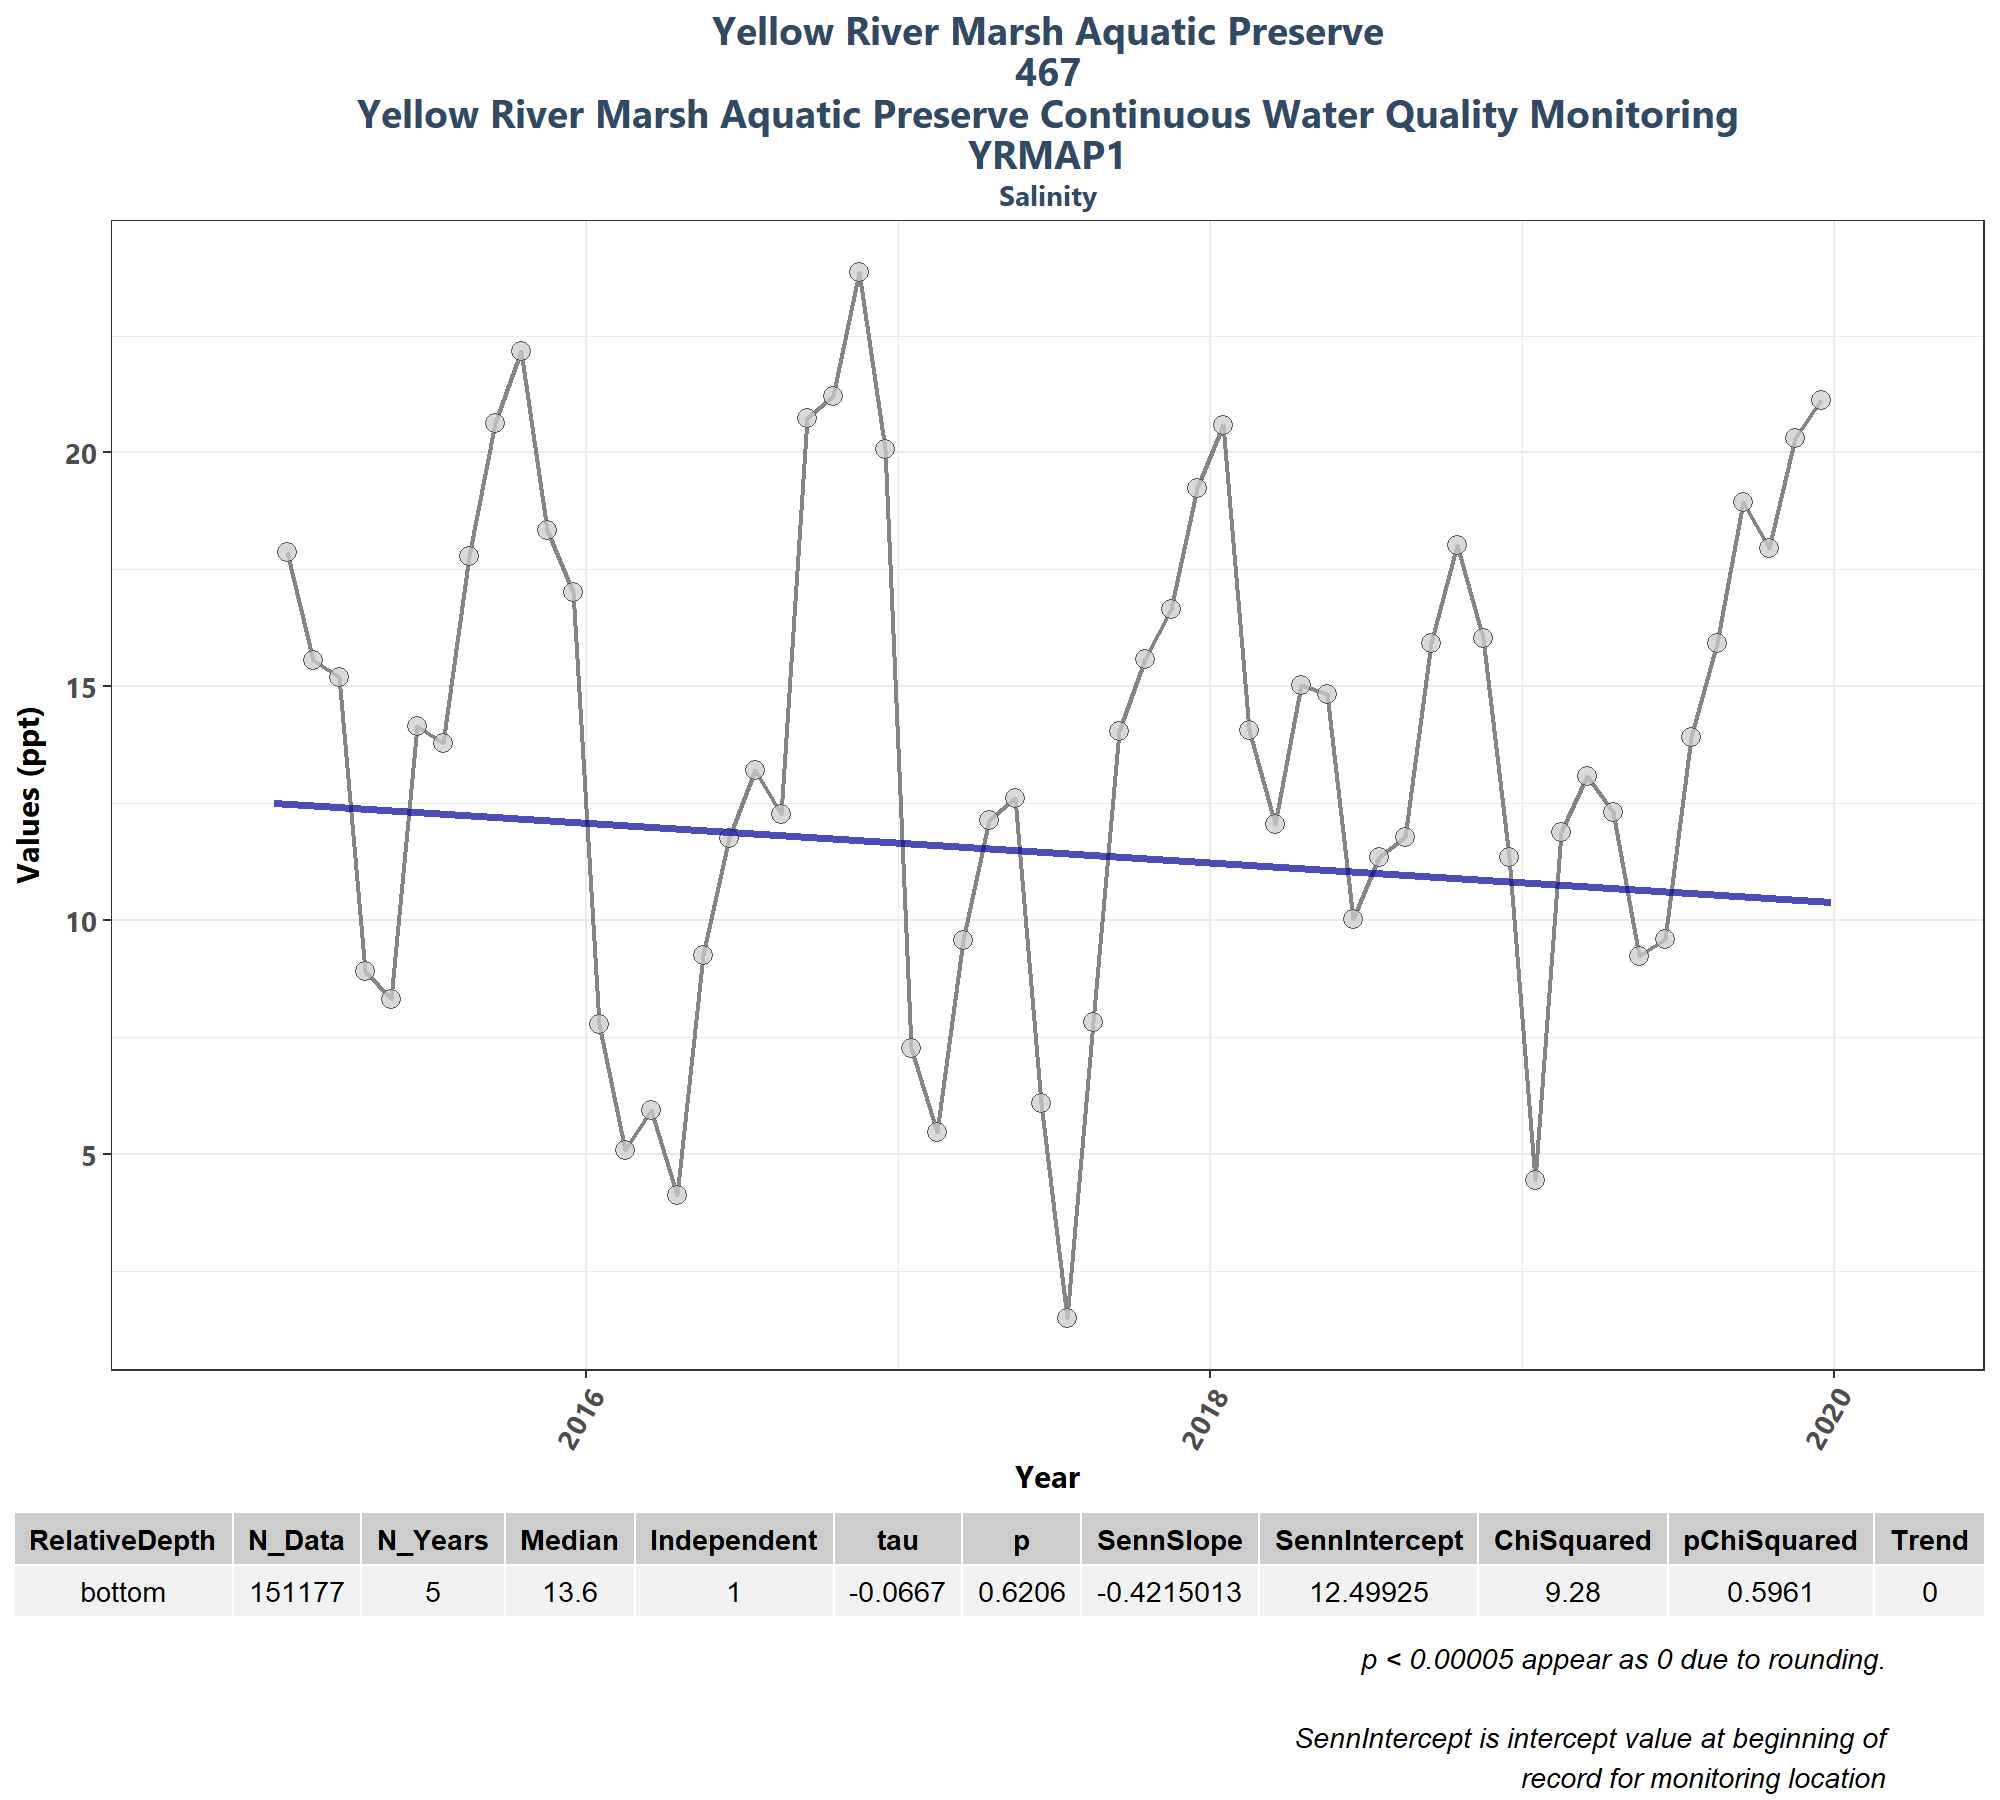 Yellow River Marsh Aquatic Preserve
467
Yellow River Marsh Aquatic Preserve Continuous Water Quality Monitoring
YRMAP1
Salinity
Values (ppt)
20
15
10
5
2016 2018 2020
Year
RelativeDepth N_Data N_Years Median Independent tau p SennSlope SennIntercept ChiSquared pChiSquared Trend
bottom 151177 5 13.6 1 -0.0667 0.6206 -0.4215013 12.49925 9.28 0.5961 0
p < 0.00005 appear as 0 due to rounding.
SennIntercept is intercept value at beginning of
record for monitoring location